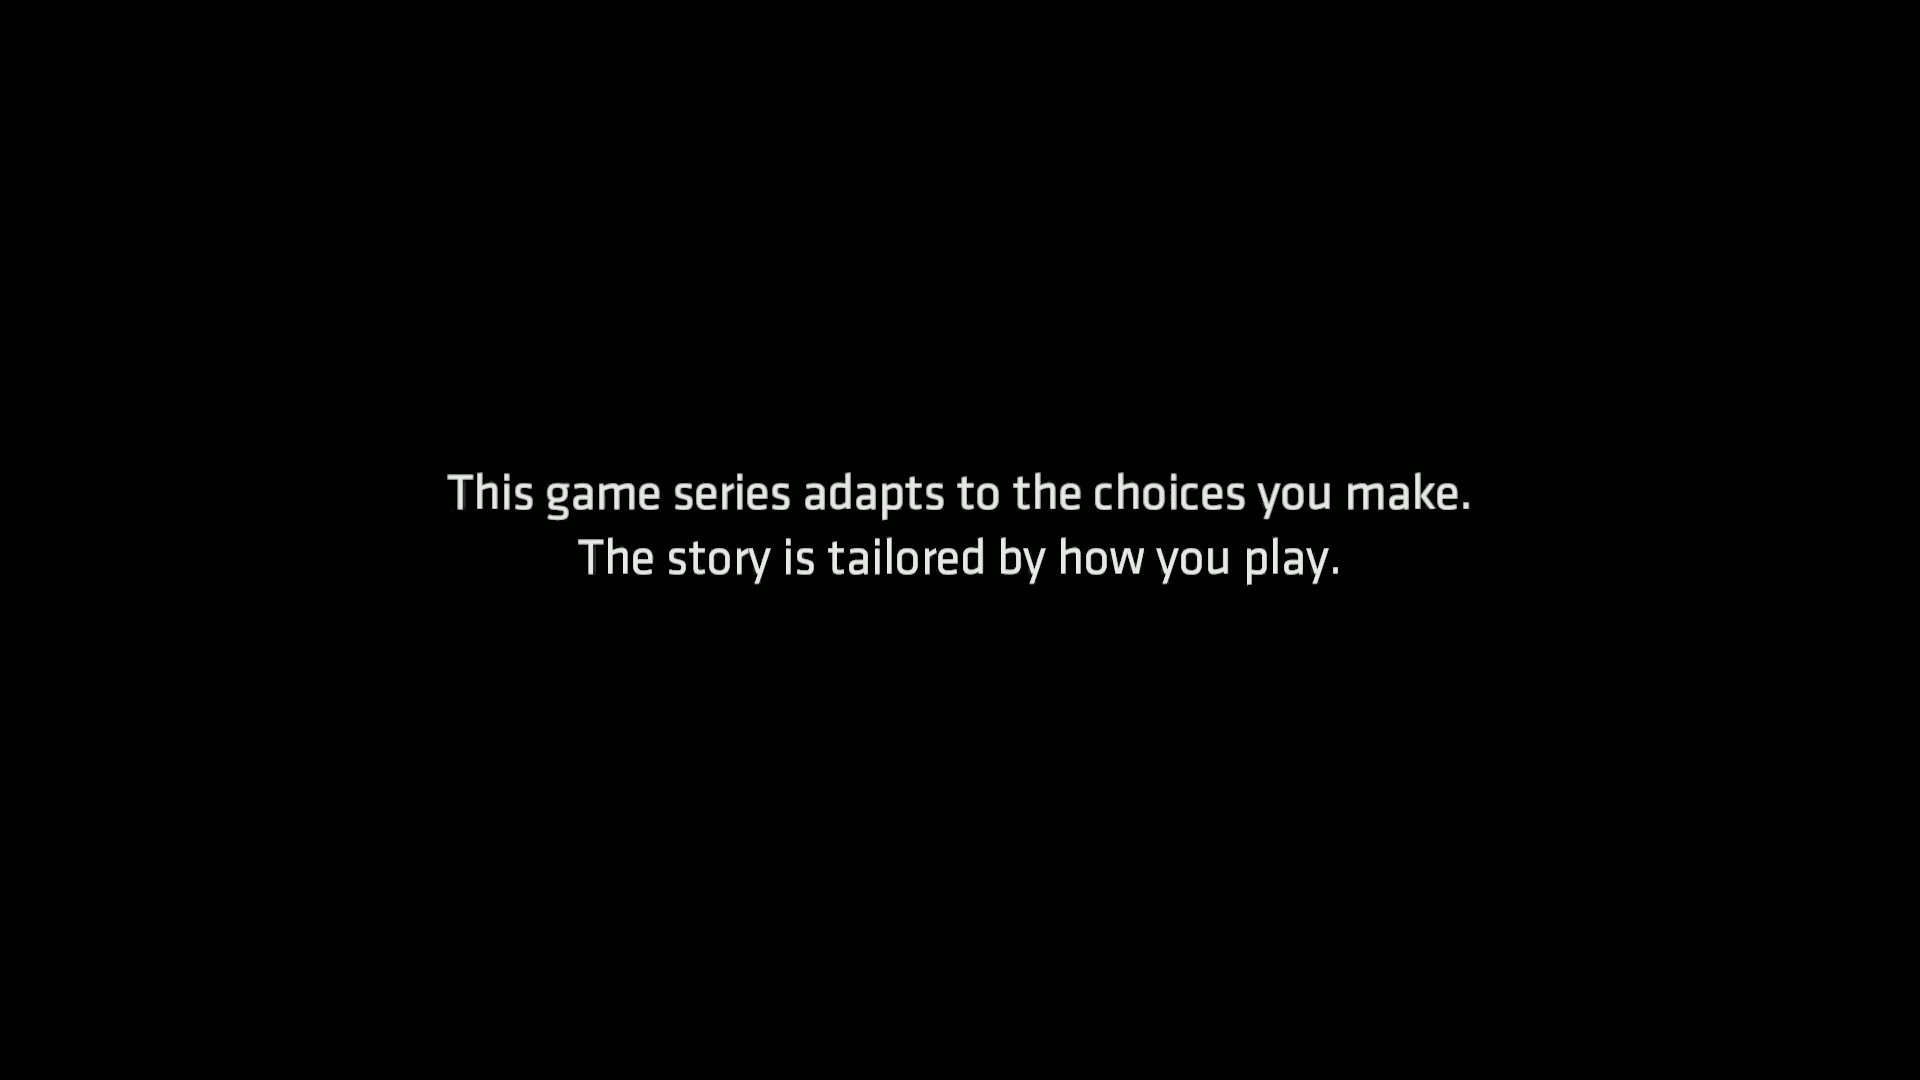 This game series adapts to the choices you make.
The story is tailored by how you play.